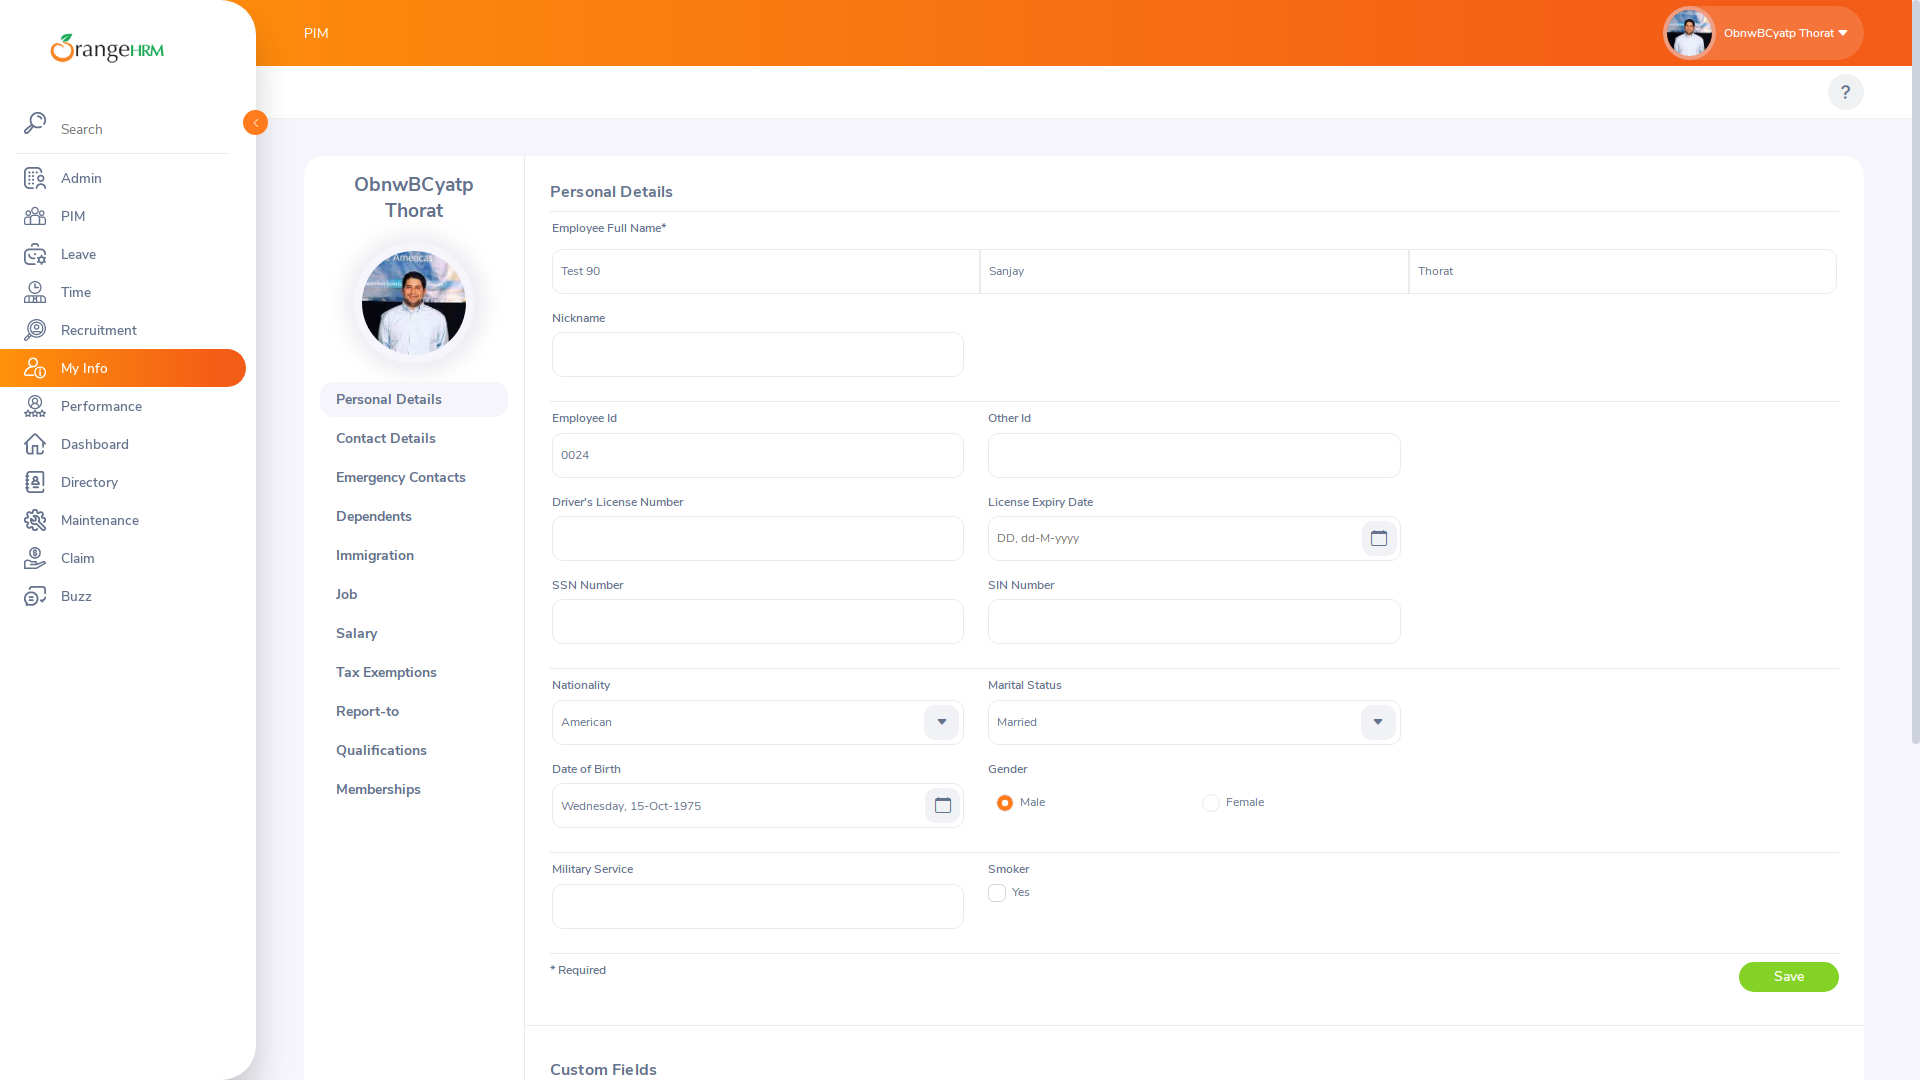 OrangeHRM
PIM
ObnwBCyatp Thorat
?
Search
Admin
PIM
Leave
Time
Recruitment
My Info
Performance
Dashboard
Directory
Maintenance
Claim
Buzz
ObnwBCyatp
Thorat
Americas
Personal Details
Contact Details
Emergency Contacts
Dependents
Immigration
Job
Salary
Tax Exemptions
Report-to
Qualifications
Memberships
Personal Details
Employee Full Name*
Test 90 Sanjay Thorat
Nickname
Employee Id Other Id
0024
Driver's License Number License Expiry Date
DD, dd-M-yyyy
SSN Number SIN Number
Nationality Marital Status
American Married
Date of Birth Gender
Wednesday, 15-Oct-1975 Male Female
Military Service Smoker
Yes
* Required Save
Custom Fields